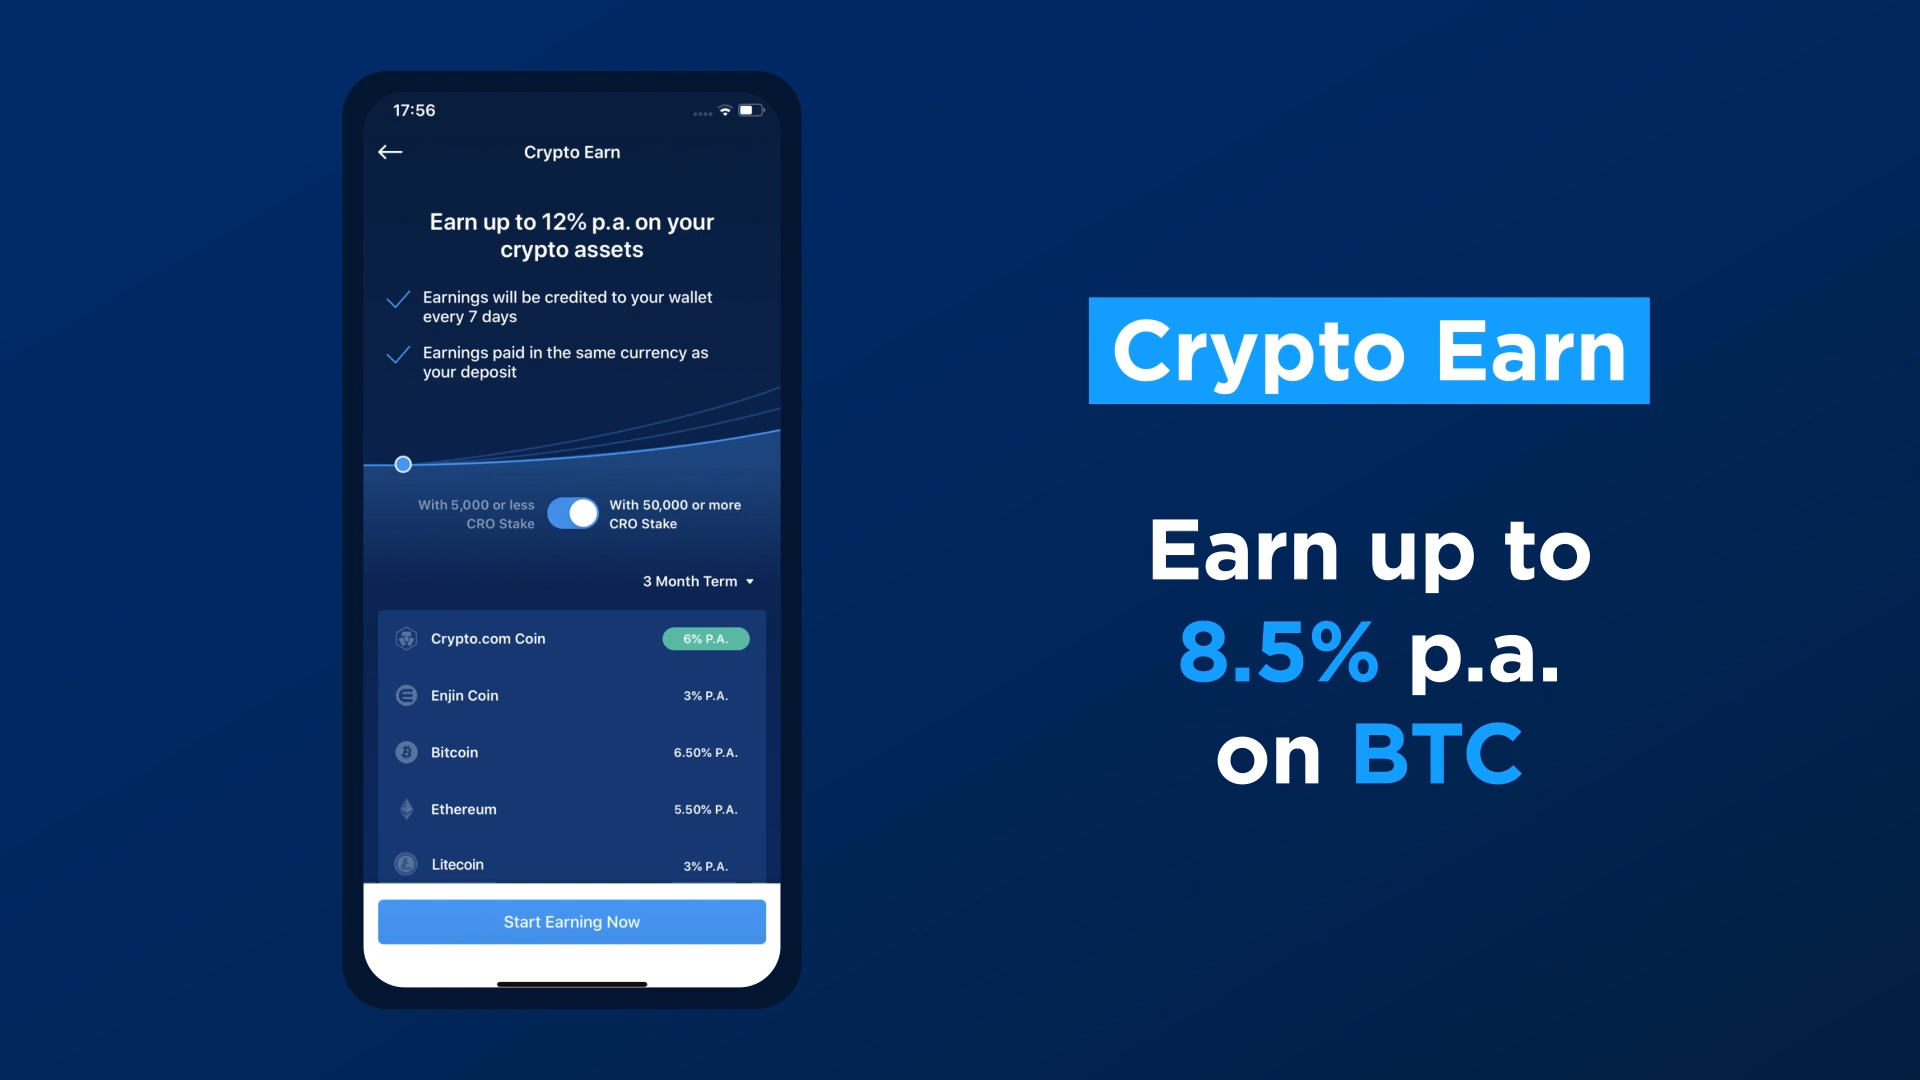 17:56
Crypto Earn
Earn up to 12% p.a. on your
crypto assets
Earnings will be credited to your wallet
every 7 days
Earnings paid in the same currency as
your deposit
With 5,000 or less
CRO Stake
With 50,000 or more
CRO Stake
3 Month Term
Crypto.com Coin 6% P.A.
Enjin Coin 3% P.A.
Bitcoin 6.50% P.A.
Ethereum 5.50% P.A.
Litecoin 3% P.A.
Start Earning Now
Crypto Earn
Earn up to
8.5% p.a.
on BTC